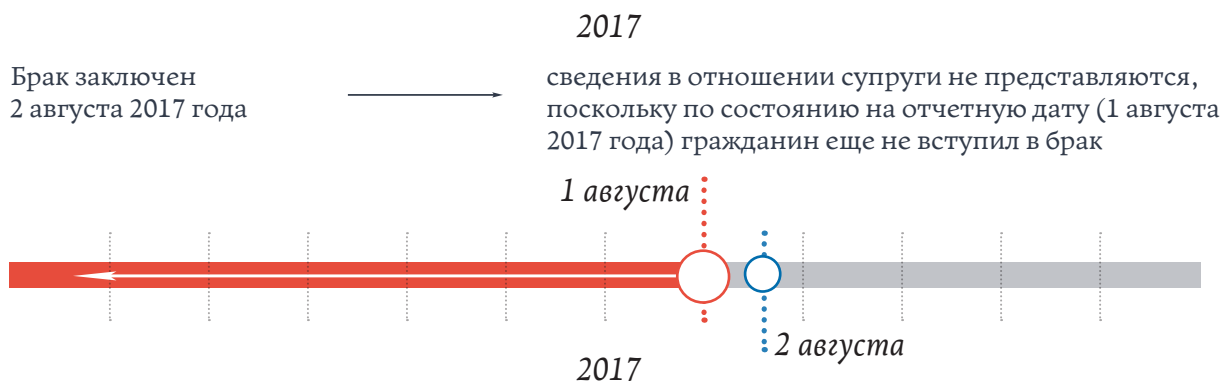 2017
Брак заключен
2 августа 2017 года
сведения в отношении супруги не представляются,
поскольку по состоянию на отчетную дату (1 августа
2017 года) гражданин еще не вступил в брак
1 августа
2 августа
2017